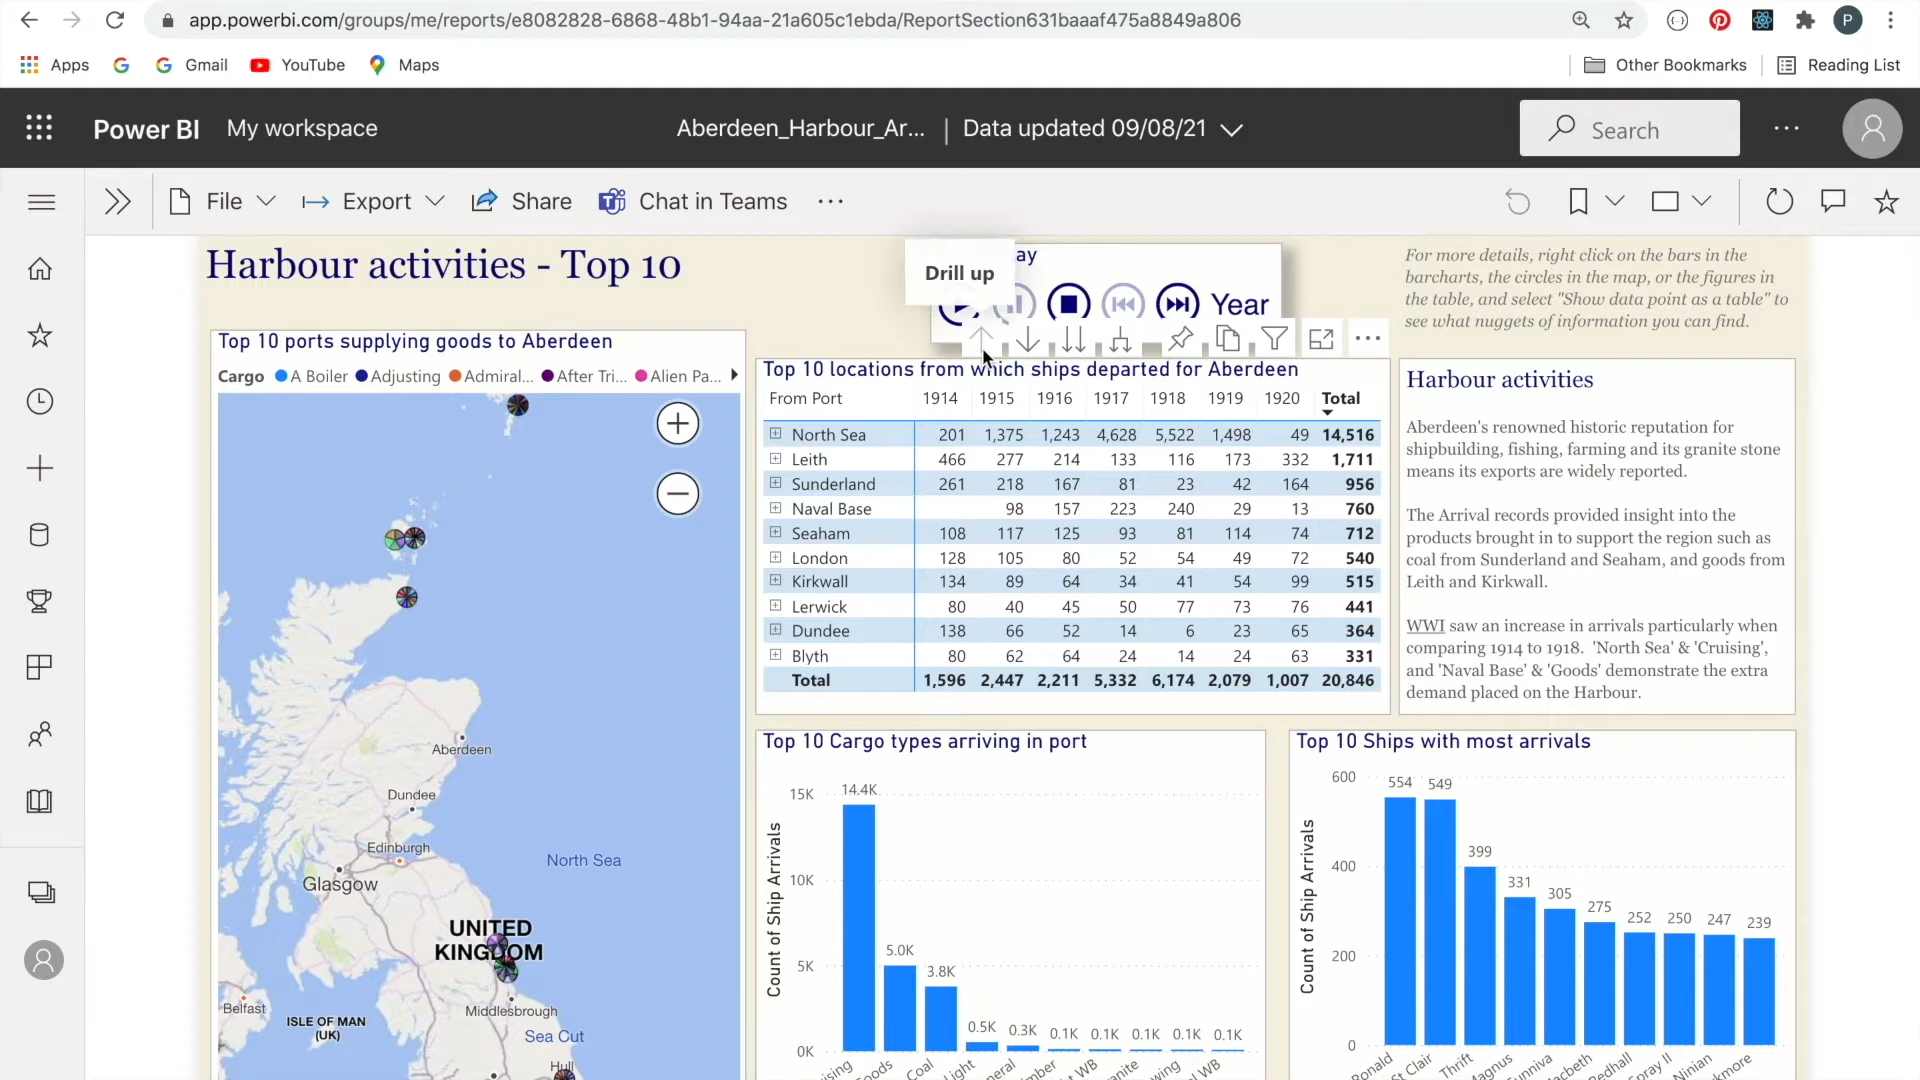 app.powerbi.com/groups/me/reports/e8082828-6868-48b1-94aa-21a605c1ebda/ReportSection631baaaf475a8849a806
P
Apps
Gmail
YouTube
Maps
Other Bookmarks
Reading List
Power BI
My workspace
Aberdeen_Harbour_Ar... | Data updated 09/08/21
Search
File
Export
Share
Chat in Teams
Harbour activities - Top 10
Drill up
Year
For more details, right click on the bars in the
barcharts, the circles in the map, or the figures in
the table, and select "Show data point as a table" to
see what nuggets of information you can find.
Top 10 ports supplying goods to Aberdeen
Cargo A Boiler Adjusting Admiral... After Tri... Alien Pa...
Aberdeen
Dundee
Edinburgh
Glasgow
North Sea
UNITED
KINGDOM
Belfast
ISLE OF MAN
(UK)
Middlesbrough
Sea Cut
Hull
Top 10 locations from which ships departed for Aberdeen
From Port 1914 1915 1916 1917 1918 1919 1920 Total
North Sea 201 1,375 1,243 4,628 5,522 1,498 49 14,516
Leith 466 277 214 133 116 173 332 1,711
Sunderland 261 218 167 81 23 42 164 956
Naval Base 98 157 223 240 29 13 760
Seaham 108 117 125 93 81 114 74 712
London 128 105 80 52 54 49 72 540
Kirkwall 134 89 64 34 41 54 99 515
Lerwick 80 40 45 50 77 73 76 441
Dundee 138 66 52 14 6 23 65 364
Blyth 80 62 64 24 14 24 63 331
Total 1,596 2,447 2,211 5,332 6,174 2,079 1,007 20,846
Harbour activities
Aberdeen's renowned historic reputation for
shipbuilding, fishing, farming and its granite stone
means its exports are widely reported.
The Arrival records provided insight into the
products brought in to support the region such as
coal from Sunderland and Seaham, and goods from
Leith and Kirkwall.
WWI saw an increase in arrivals particularly when
comparing 1914 to 1918. 'North Sea' & 'Cruising',
and 'Naval Base' & 'Goods' demonstrate the extra
demand placed on the Harbour.
Top 10 Cargo types arriving in port
Count of Ship Arrivals
15K
10K
5K
0K
14.4K
5.0K
3.8K
0.5K
0.3K
0.1K
0.1K
0.1K
0.1K
0.1K
Coal
Light
Top 10 Ships with most arrivals
Count of Ship Arrivals
600
400
200
0
554
549
399
331
305
275
252
250
247
239
Ronald
St Clair
Thrift
Magnus
Redhall
Spray II
Ninian